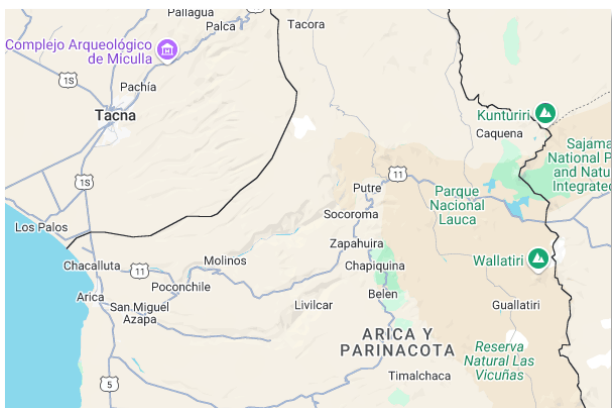 Pallagua
Palca
Tacora
Complejo Arqueológico
de Miculla
1S
Pachía
Tacna
Kunturiri
Caquena
Sajama
National P
and Natu
Integrated
1S
Putre
11
Parque
Nacional
Lauca
Socoroma
Los Palos
Zapahuira
Wallatiri
Chacalluta
11
Molinos
Chapiquina
Poconchile
Arica
San Miguel
Azapa
Livilcar
Belen
Guallatiri
ARICA Y
PARINACOTA
Reserva
Natural Las
Vicuñas
5
Timalchaca